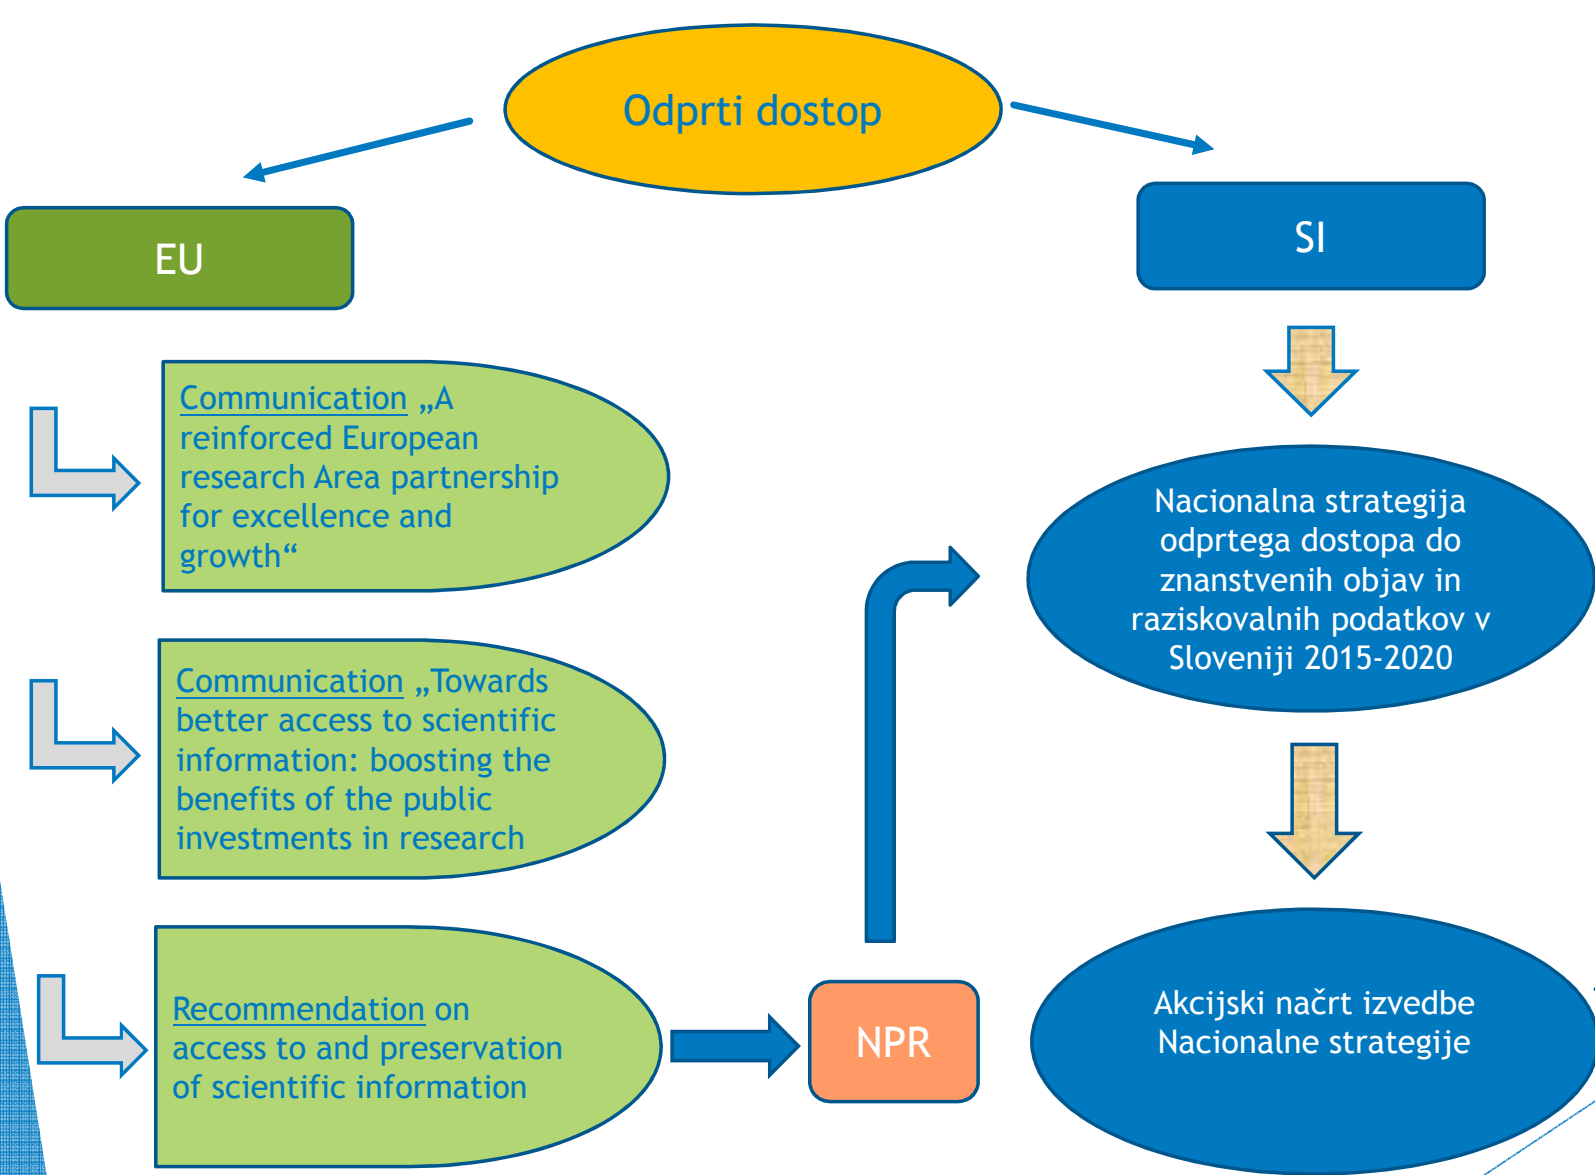 Odprti dostop
EU
SI
Communication „A
reinforced European
research Area partnership
for excellence and
growth“
Communication „Towards
better access to scientific
information: boosting the
benefits of the public
investments in research
Recommendation on
access to and preservation
of scientific information
NPR
Nacionalna strategija
odprtega dostopa do
znanstvenih objav in
raziskovalnih podatkov v
Sloveniji 2015-2020
Akcijski načrt izvedbe
Nacionalne strategije